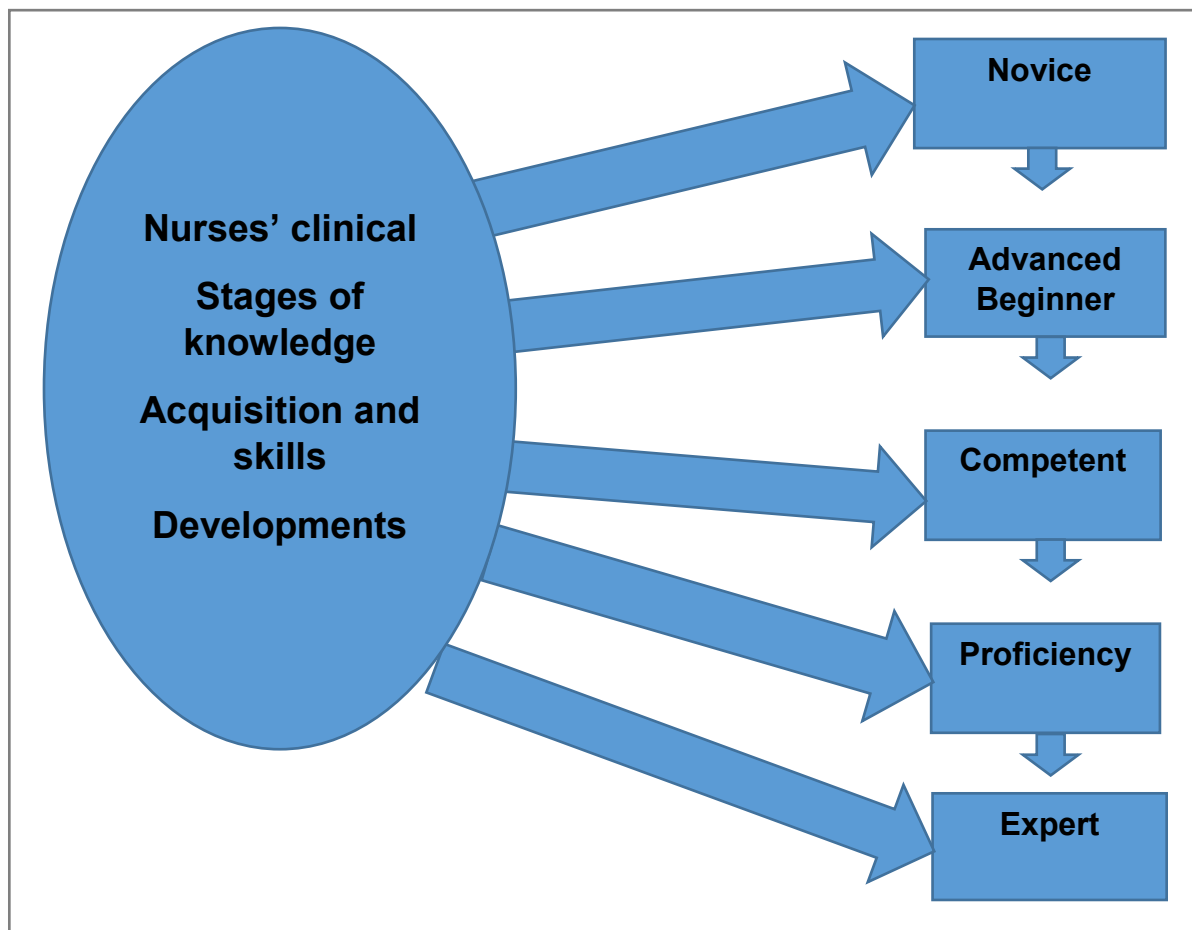 Nurses’ clinical
Stages of
knowledge
Acquisition and
skills
Developments
Novice
Advanced
Beginner
Competent
Proficiency
Expert